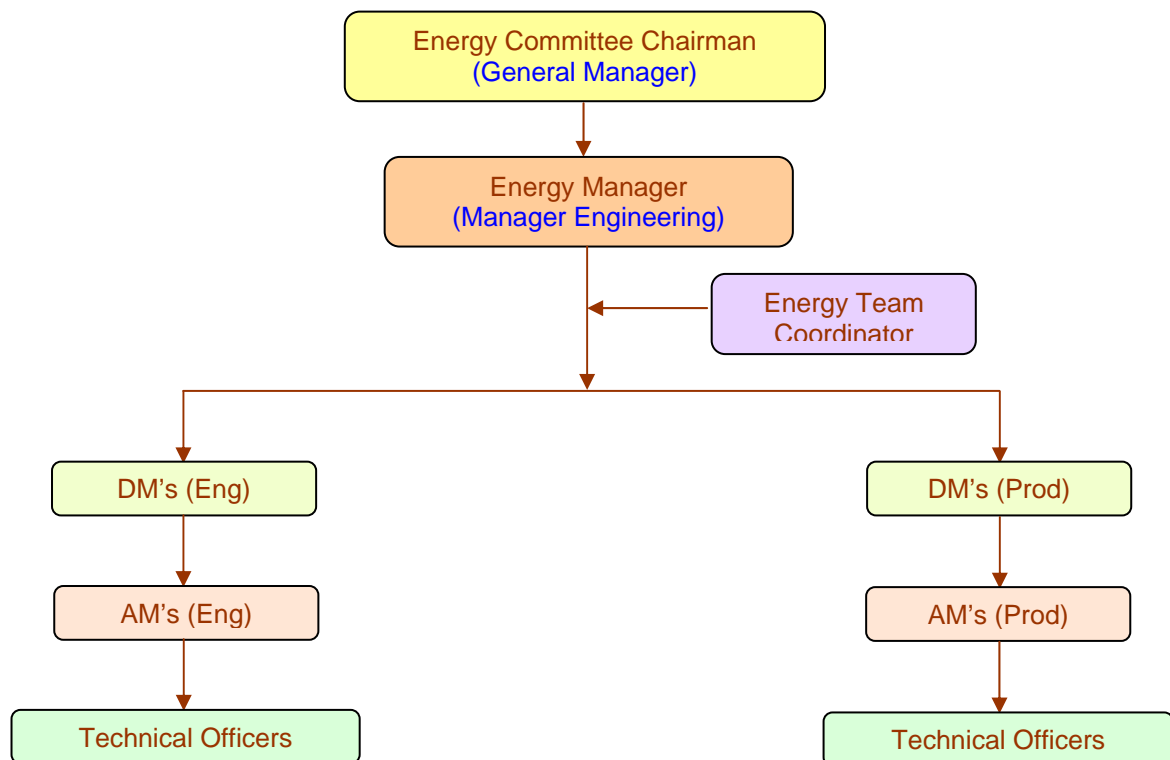 Energy Committee Chairman
(General Manager)
Energy Manager
(Manager Engineering)
Energy Team
Coordinator
DM’s (Eng)
DM’s (Prod)
AM’s (Eng)
AM’s (Prod)
Technical Officers
Technical Officers